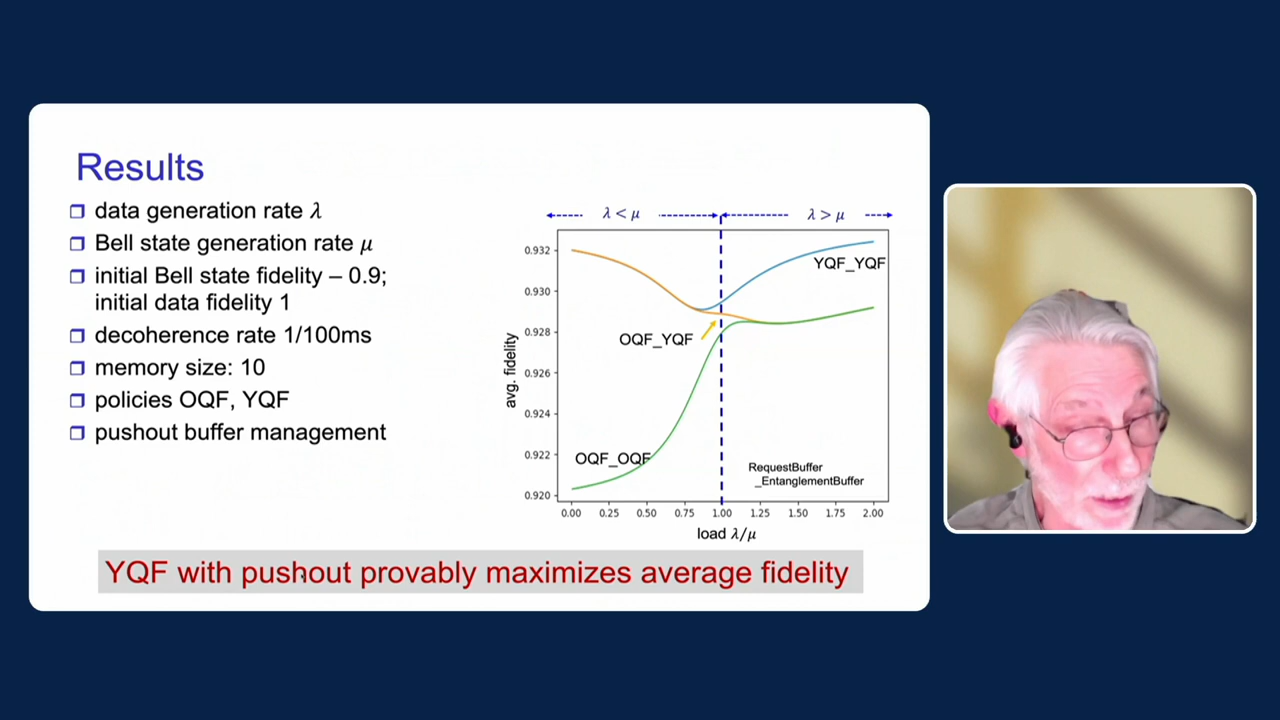 Results
data generation rate λ
Bell state generation rate μ
initial Bell state fidelity – 0.9;
initial data fidelity 1
decoherence rate 1/100ms
memory size: 10
policies OQF, YQF
pushout buffer management
λ < μ
λ > μ
0.932
0.930
0.928
0.926
0.924
0.922
0.920
avg. fidelity
YQF_YQF
OQF_YQF
OQF_OQF
RequestBuffer
_EntanglementBuffer
0.00 0.25 0.50 0.75 1.00 1.25 1.50 1.75 2.00
load λ/μ
YQF with pushout provably maximizes average fidelity